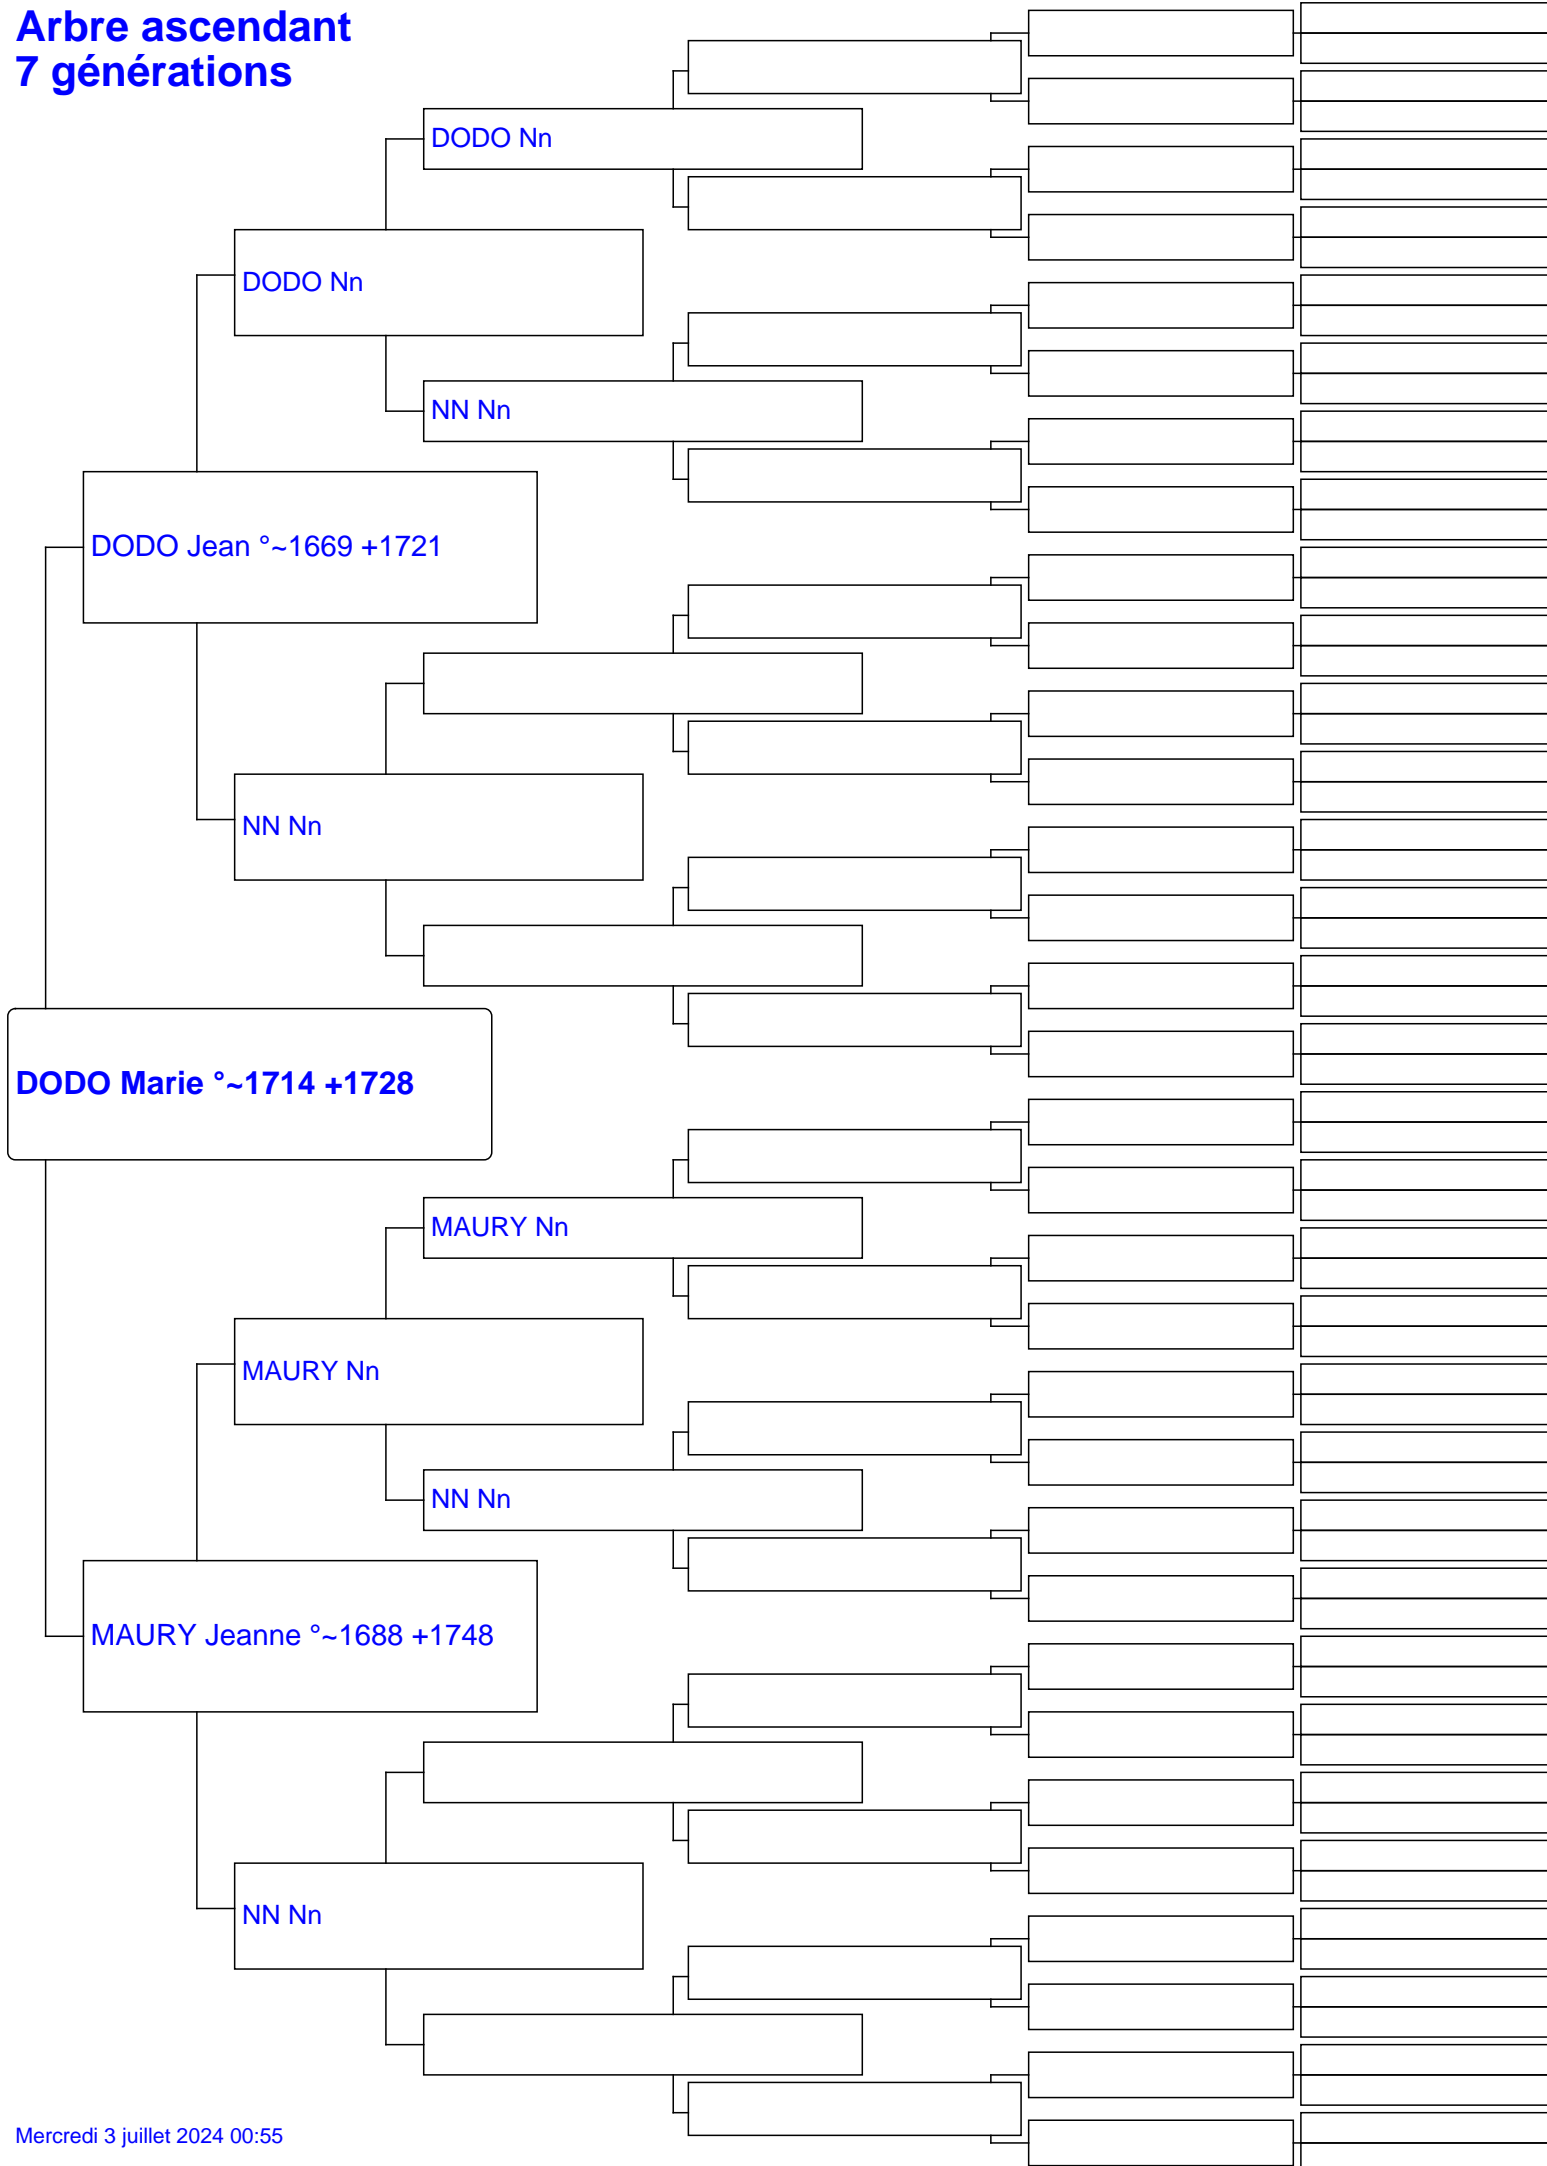 Arbre ascendant
7 générations
DODO Nn
DODO Nn
NN Nn
DODO Jean °~1669 +1721
NN Nn
DODO Marie °~1714 +1728
MAURY Nn
MAURY Nn
NN Nn
MAURY Jeanne °~1688 +1748
NN Nn
Mercredi 3 juillet 2024 00:55